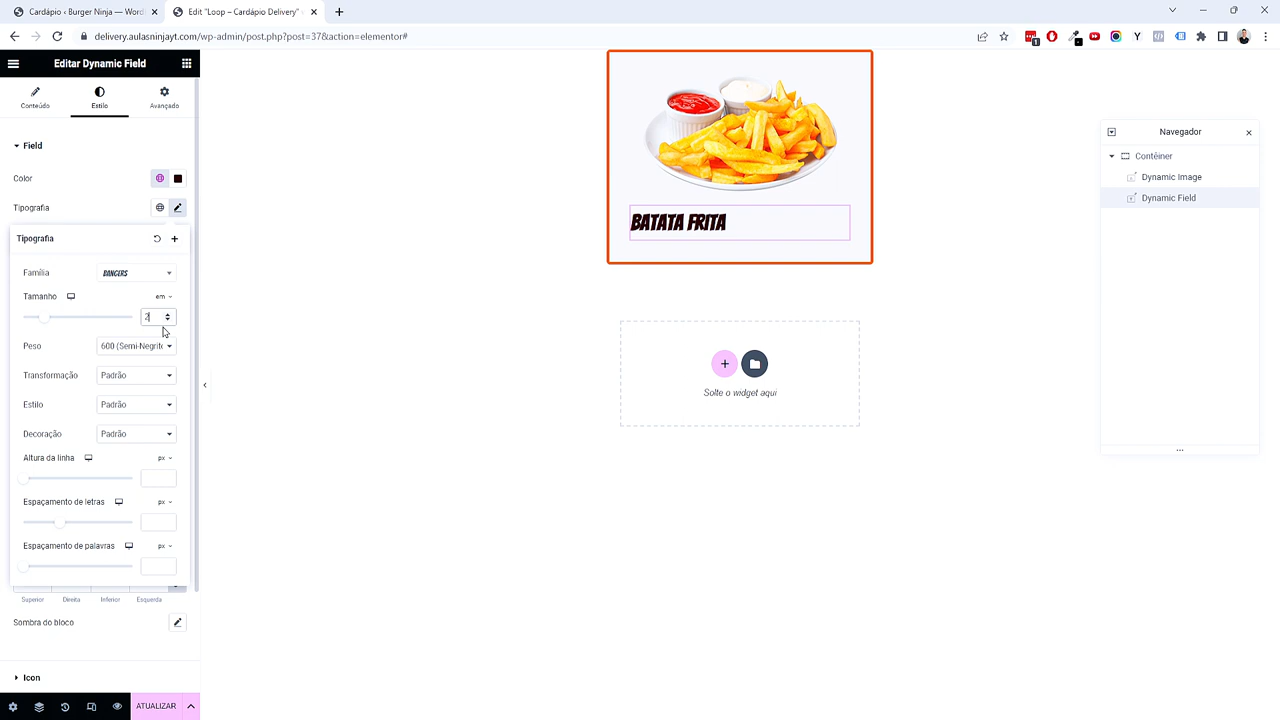 Cardápio ‹ Burger Ninja — Word
Edit "Loop – Cardápio Delivery" w
delivery.aulasninjayt.com/wp-admin/post.php?post=37&action=elementor#
Editar Dynamic Field
Conteúdo
Estilo
Avançado
Field
Color
Tipografia
Tipografia
Família
DANGERS
Tamanho
em
2
Peso
600 (Semi-Negrito
Transformação
Padrão
Estilo
Padrão
Decoração
Padrão
Altura da linha
px
Espaçamento de letras
px
Espaçamento de palavras
px
Superior Direita Inferior Esquerda
Sombra do bloco
Icon
ATUALIZAR
BATATA FRITA
Solte o widget aqui
Navegador
Contêiner
Dynamic Image
Dynamic Field